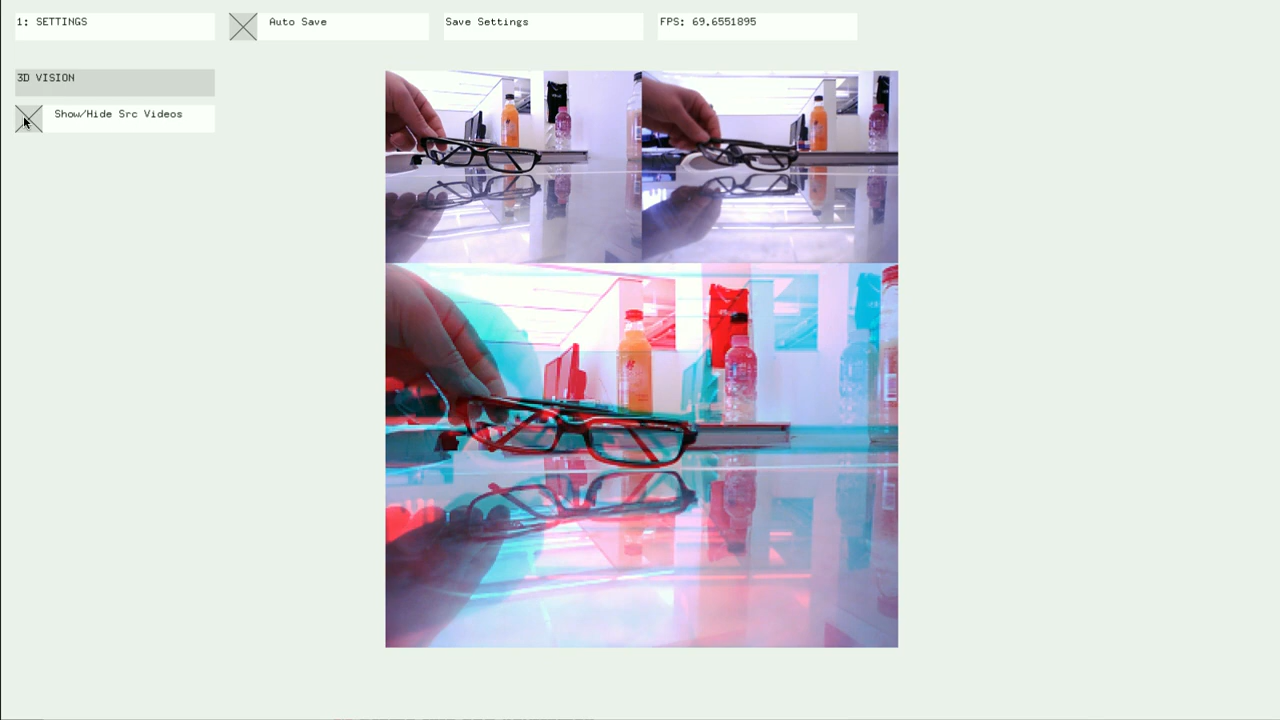 1: SETTINGS
Auto Save
Save Settings
FPS: 69.6551895
3D VISION
Show/Hide Src Videos